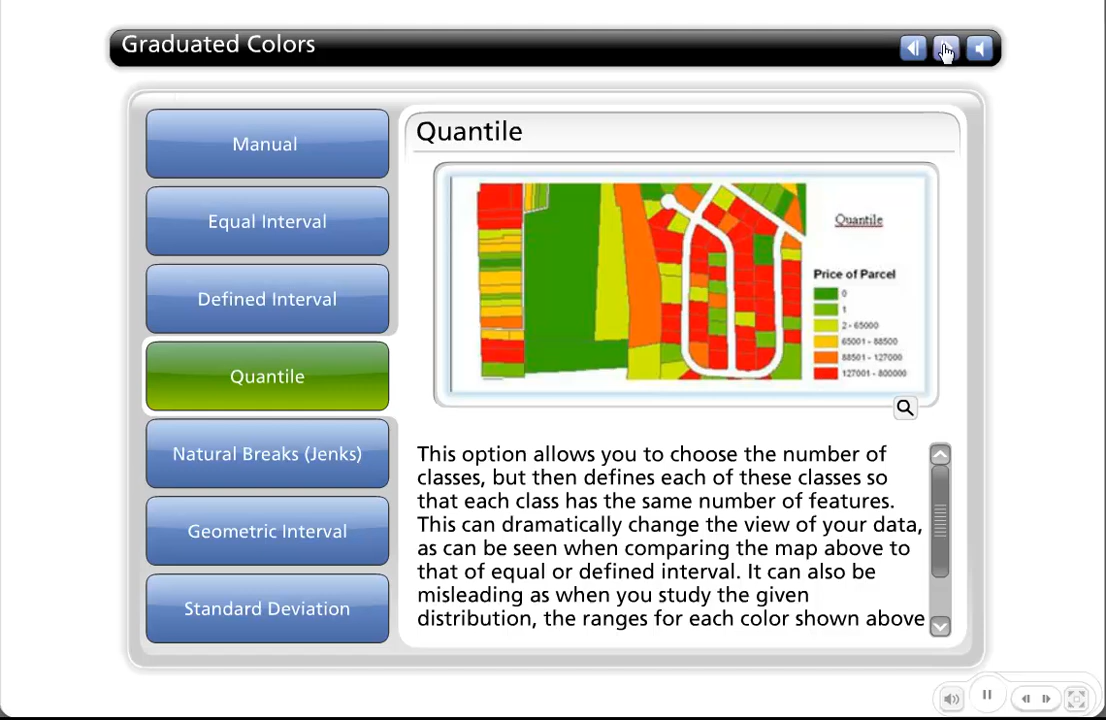 Graduated Colors
Manual
Equal Interval
Defined Interval
Quantile
Natural Breaks (Jenks)
Geometric Interval
Standard Deviation
Quantile
Quantile
Price of Parcel
0
1
2 - 65000
65001 - 88500
88501 - 127000
127001 - 800000
This option allows you to choose the number of
classes, but then defines each of these classes so
that each class has the same number of features.
This can dramatically change the view of your data,
as can be seen when comparing the map above to
that of equal or defined interval. It can also be
misleading as when you study the given
distribution, the ranges for each color shown above